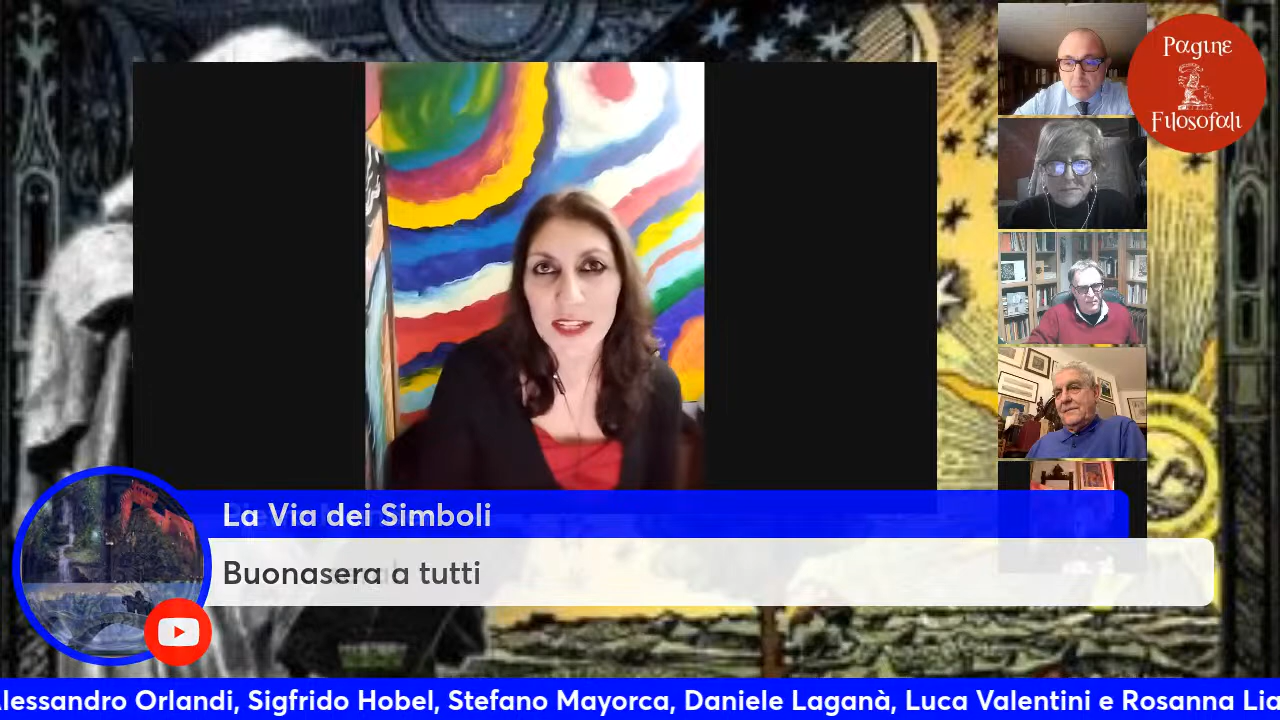 Pagine
Filosofali
La Via dei Simboli
Buonasera a tutti
lessandro Orlandi, Sigfrido Hobel, Stefano Mayorca, Daniele Laganà, Luca Valentini e Rosanna Lia